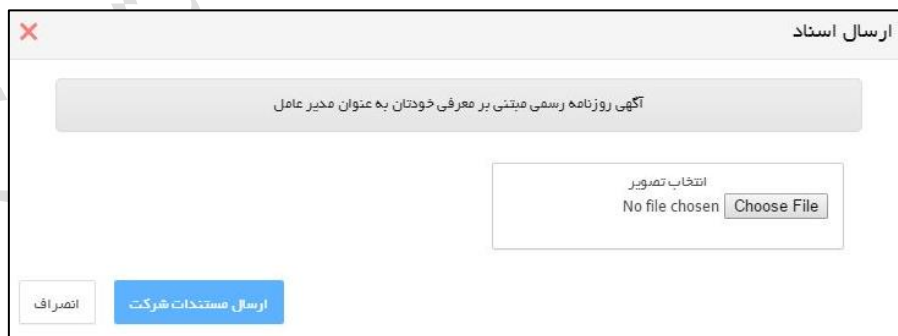 ارسال اسناد
آگهی روزنامه رسمی مبتنی بر معرفی خودتان به عنوان مدیر عامل
انتخاب تصویر
Choose File No file chosen
ارسال مستندات شرکت
انصراف